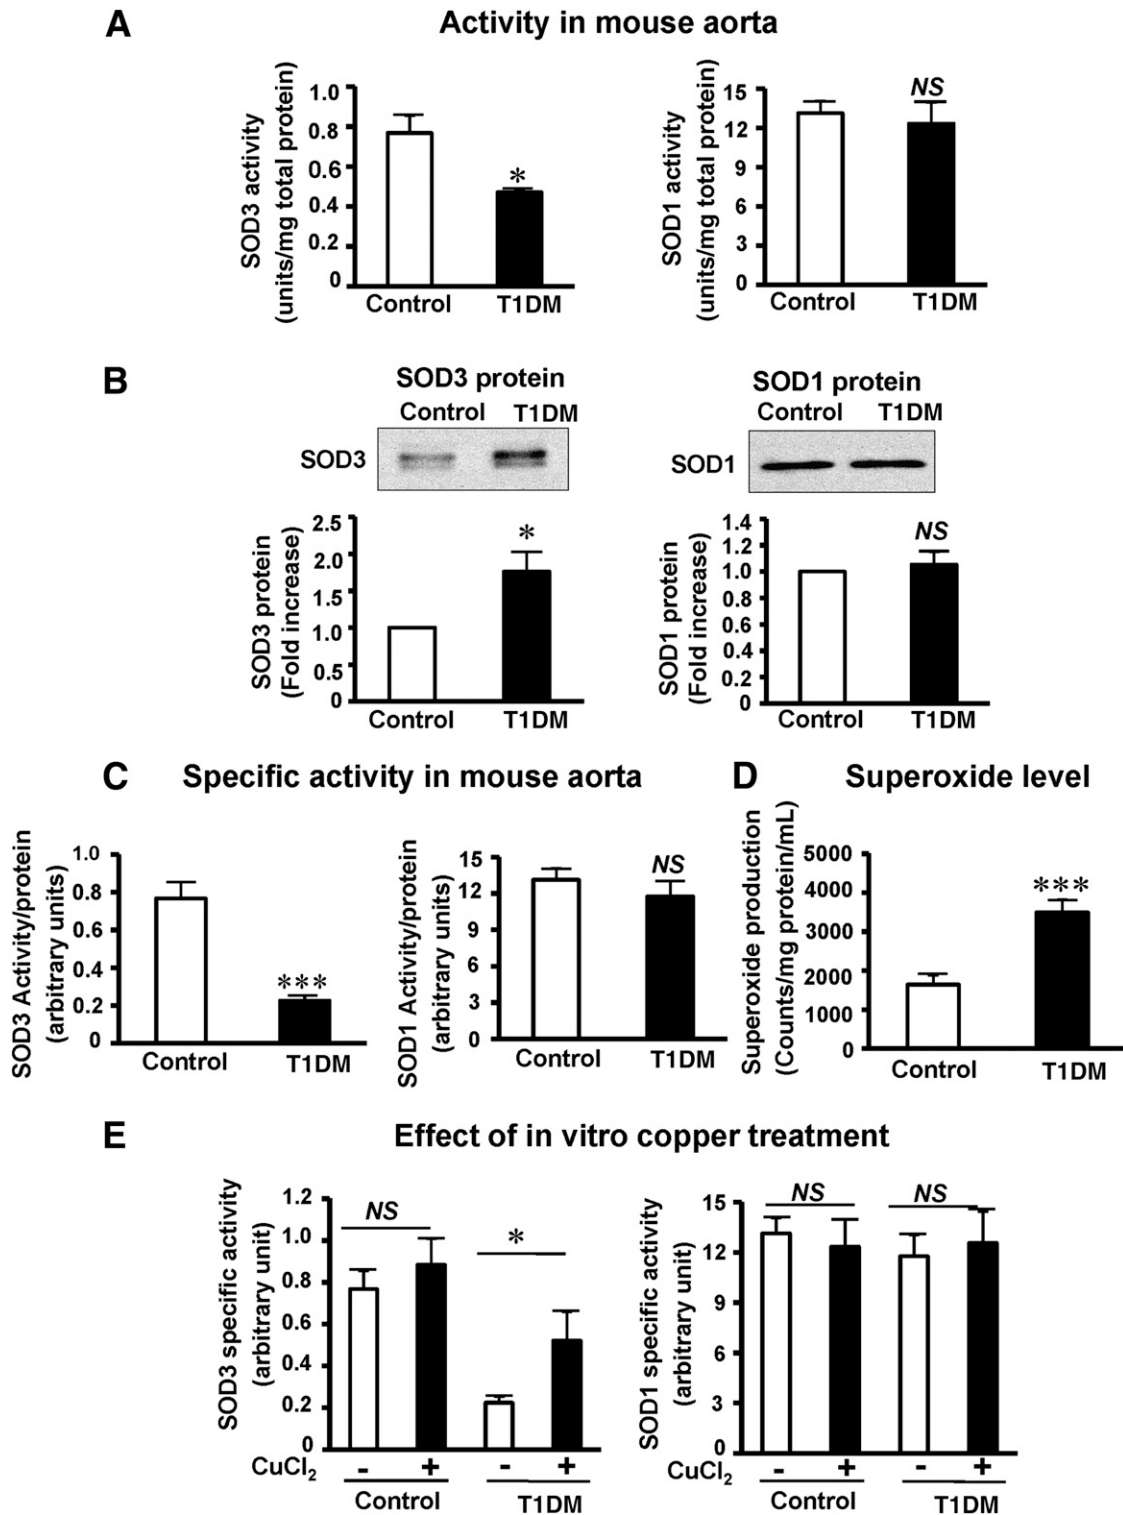 A
Activity in mouse aorta
SOD3 activity
(units/mg total protein)
1.0
0.8
0.6
0.4
0.2
0
*
Control
T1DM
SOD1 activity
(units/mg total protein)
15
12
9
6
3
0
NS
Control
T1DM
B
SOD3 protein
Control T1DM
SOD3
SOD1 protein
Control T1DM
SOD1
SOD3 protein
(Fold increase)
2.5
2.0
1.5
1.0
0.5
0
*
Control
T1DM
SOD1 protein
(Fold increase)
1.4
1.2
1.0
0.8
0.6
0.4
0.2
0
NS
Control
T1DM
C
Specific activity in mouse aorta
SOD3 Activity/protein
(arbitrary units)
1.0
0.8
0.6
0.4
0.2
0
***
Control
T1DM
SOD1 Activity/protein
(arbitrary units)
15
12
9
6
3
0
NS
Control
T1DM
D
Superoxide level
Superoxide production
(Counts/mg protein/mL)
5000
4000
3000
2000
1000
0
***
Control
T1DM
E
Effect of in vitro copper treatment
SOD3 specific activity
(arbitrary unit)
1.2
1.0
0.8
0.6
0.4
0.2
0
NS
*
CuCl₂ - + - +
Control
T1DM
SOD1 specific activity
(arbitrary unit)
15
12
9
6
3
0
NS
NS
CuCl₂ - + - +
Control
T1DM